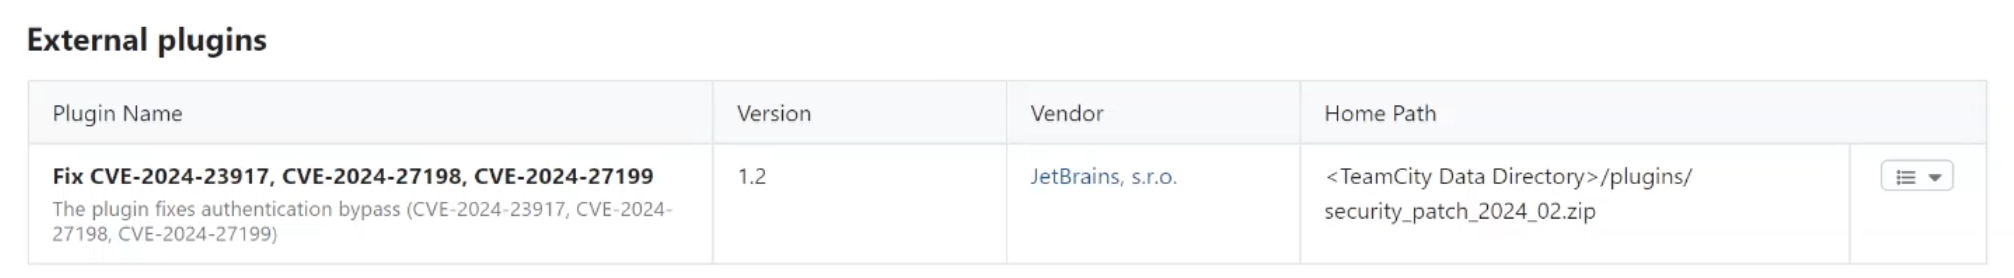 External plugins
Plugin Name Version Vendor Home Path
Fix CVE-2024-23917, CVE-2024-27198, CVE-2024-27199 1.2 JetBrains, s.r.o. <TeamCity Data Directory>/plugins/
The plugin fixes authentication bypass (CVE-2024-23917, CVE-2024- security_patch_2024_02.zip
27198, CVE-2024-27199)